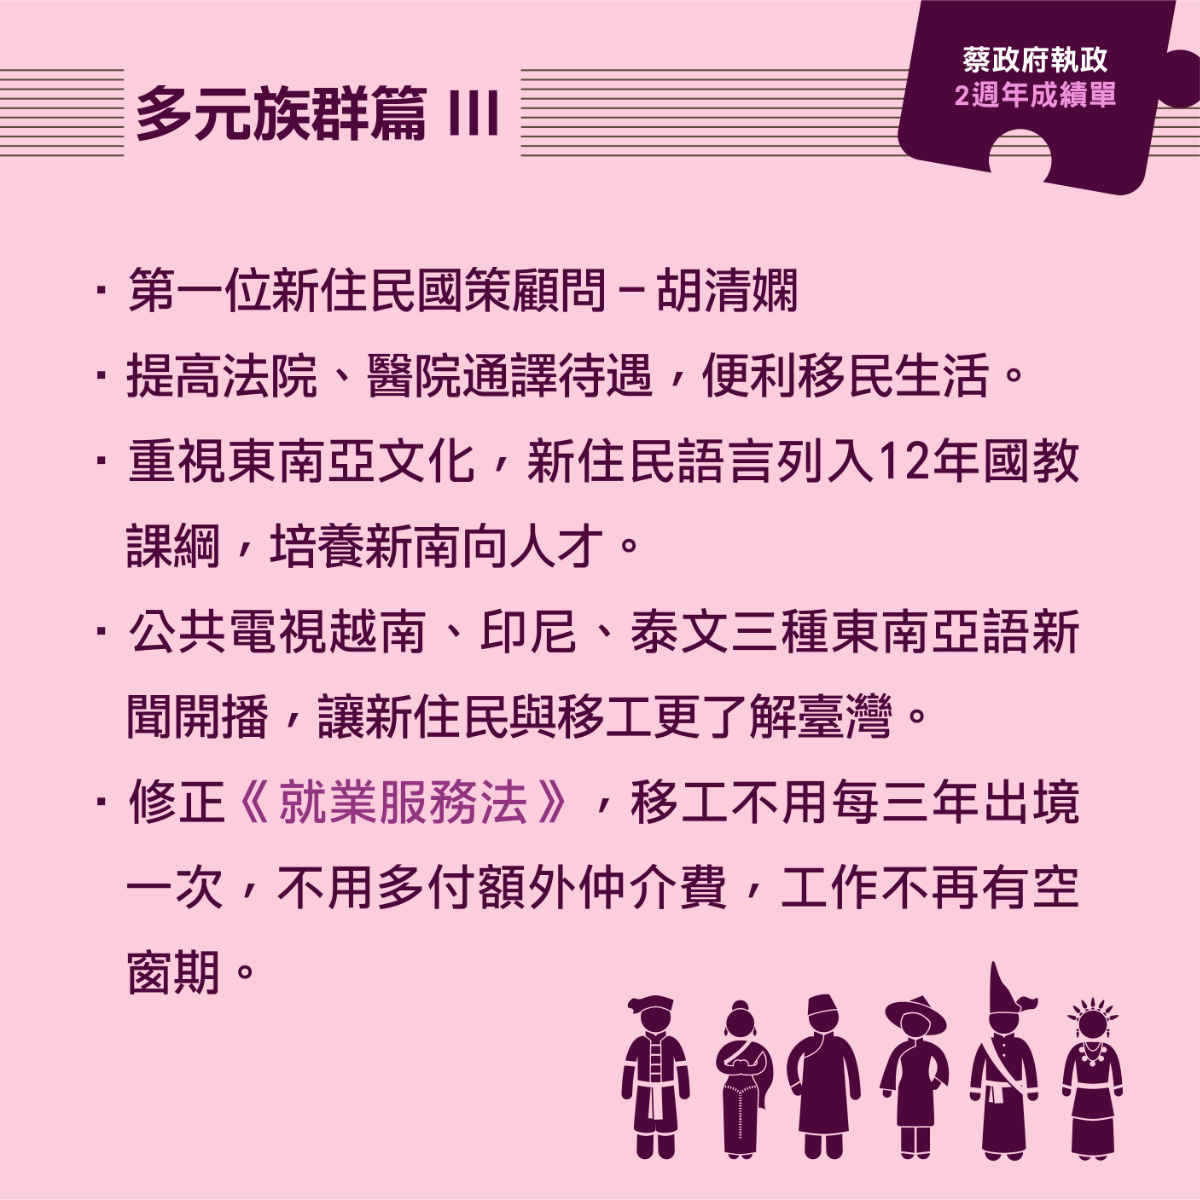 蔡政府執政
2週年成績單
多元族群篇 III
· 第一位新住民國策顧問－胡清嫻
· 提高法院、醫院通譯待遇，便利移民生活。
· 重視東南亞文化，新住民語言列入12年國教
課綱，培養新南向人才。
· 公共電視越南、印尼、泰文三種東南亞語新
聞開播，讓新住民與移工更了解臺灣。
· 修正《就業服務法》，移工不用每三年出境
一次，不用多付額外仲介費，工作不再有空
窗期。